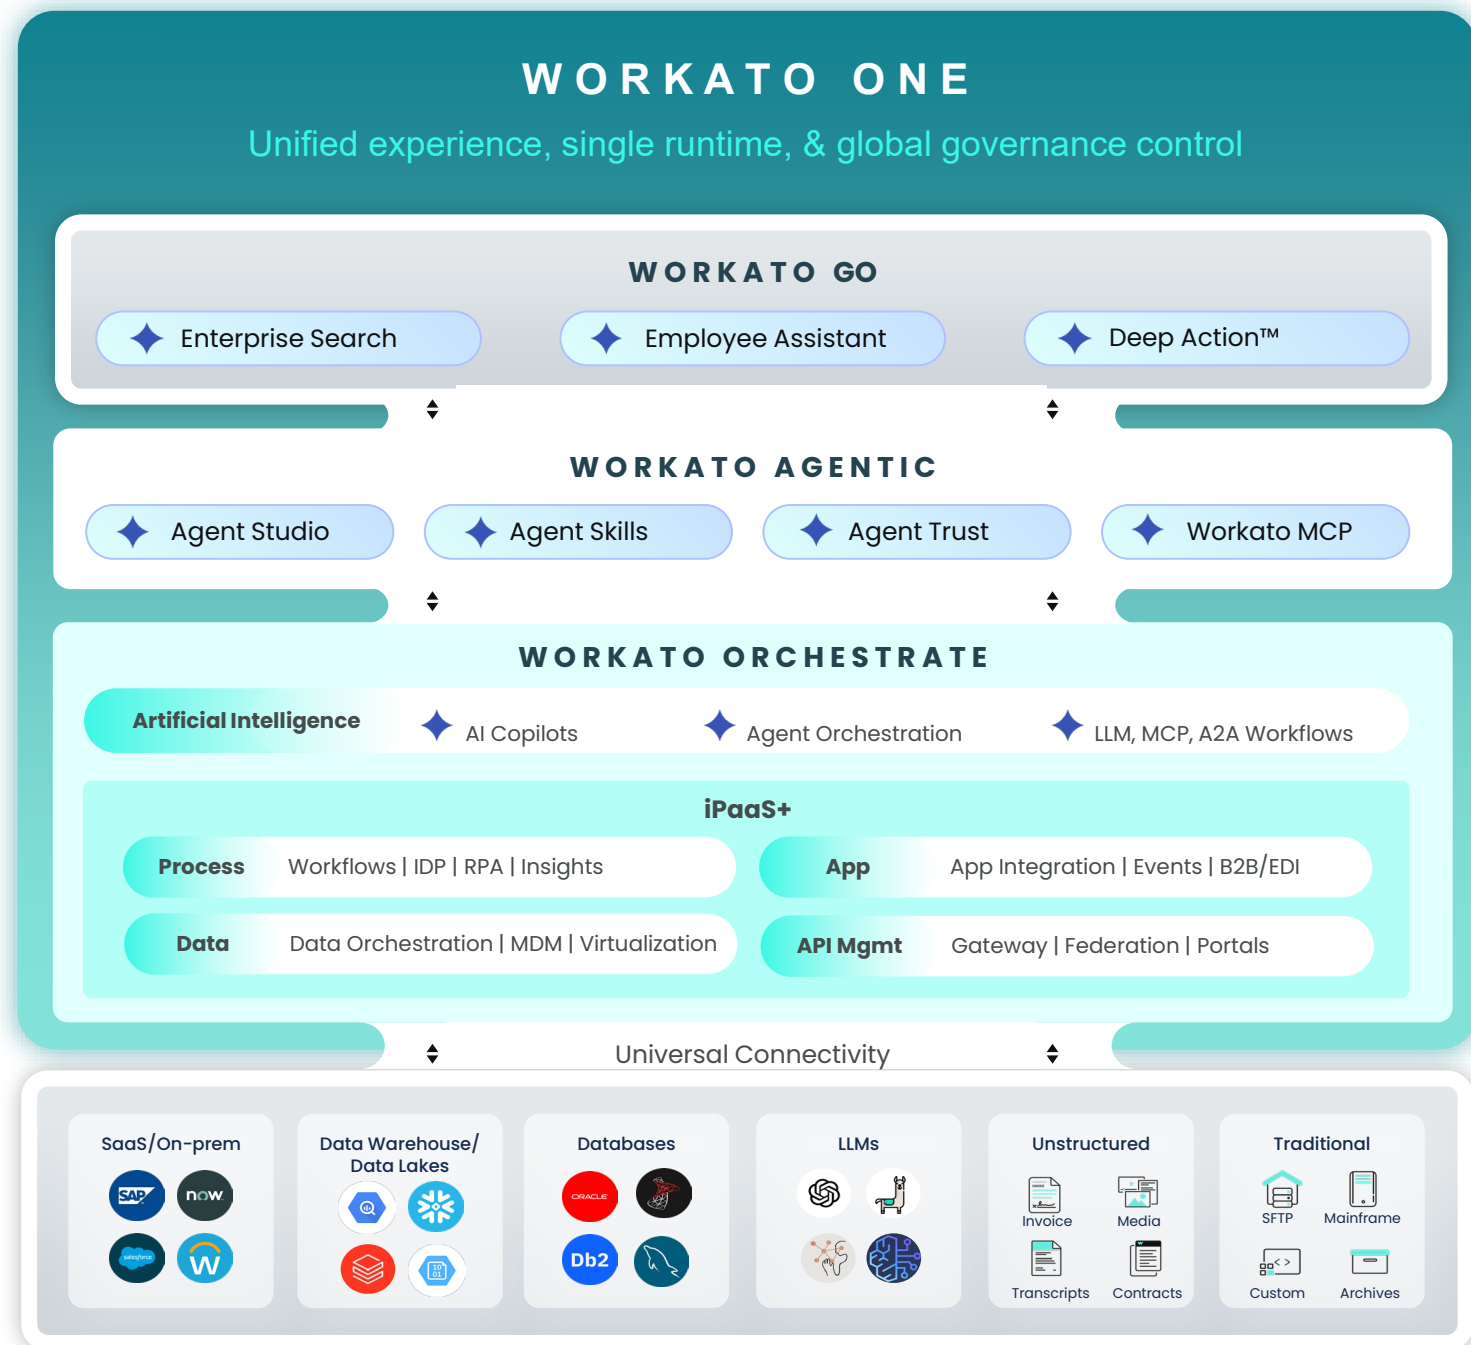 WORKATO ONE
Unified experience, single runtime, & global governance control
WORKATO GO
Enterprise Search
Employee Assistant
Deep Action™
WORKATO AGENTIC
Agent Studio
Agent Skills
Agent Trust
Workato MCP
WORKATO ORCHESTRATE
Artificial Intelligence
AI Copilots
Agent Orchestration
LLM, MCP, A2A Workflows
iPaaS+
Process
Workflows | IDP | RPA | Insights
App
App Integration | Events | B2B/EDI
Data
Data Orchestration | MDM | Virtualization
API Mgmt
Gateway | Federation | Portals
Universal Connectivity
SaaS/On-prem
SAP
now
salesforce
W
Data Warehouse/
Data Lakes
10
01
Databases
ORACLE
Db2
LLMs
Unstructured
Invoice
Media
Transcripts
Contracts
Traditional
SFTP
Mainframe
Custom
Archives